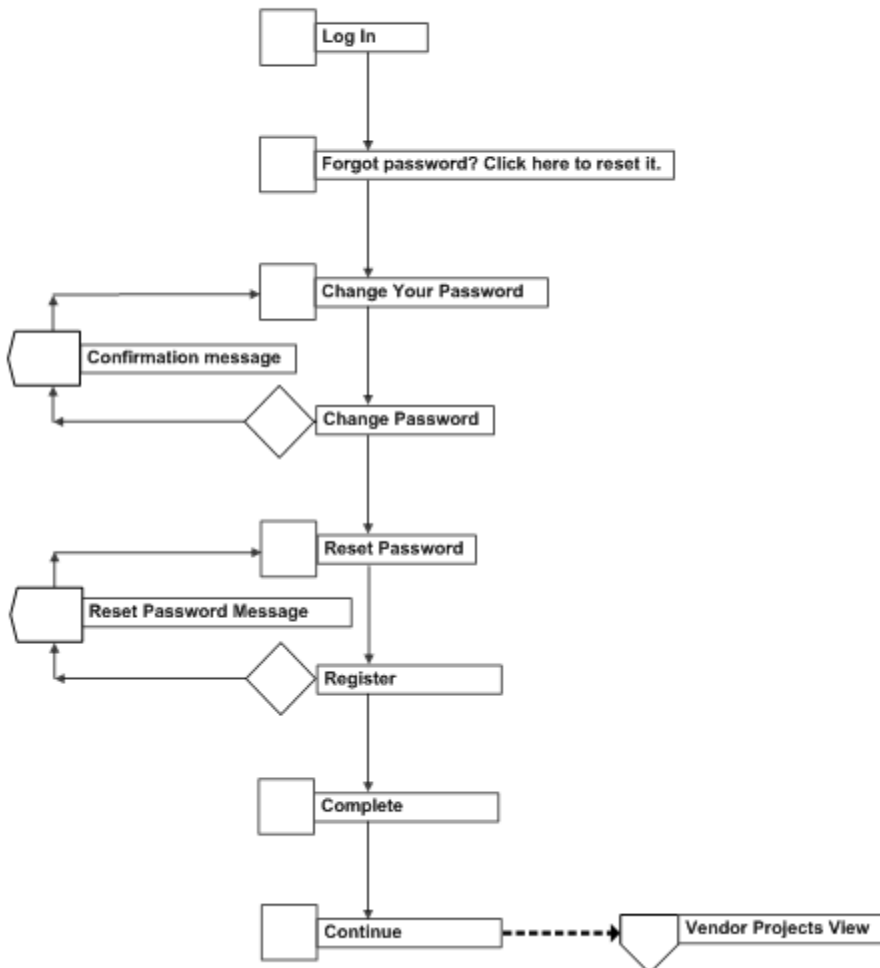 Log In
Forgot password? Click here to reset it.
Change Your Password
Confirmation message
Change Password
Reset Password
Reset Password Message
Register
Complete
Continue
Vendor Projects View